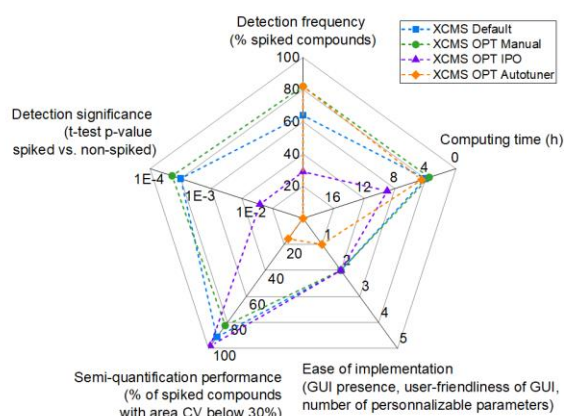 Detection frequency
(% spiked compounds)
XCMS Default
XCMS OPT Manual
XCMS OPT IPO
XCMS OPT Autotuner
100
80
60
40
20
Detection significance
(t-test p-value
spiked vs. non-spiked)
1E-4
1E-3
1E-2
Computing time (h)
0
4
8
12
16
1
2
3
4
5
20
40
60
80
100
Semi-quantification performance
(% of spiked compounds
with area CV below 30%)
Ease of implementation
(GUI presence, user-friendliness of GUI,
number of personnalizable parameters)